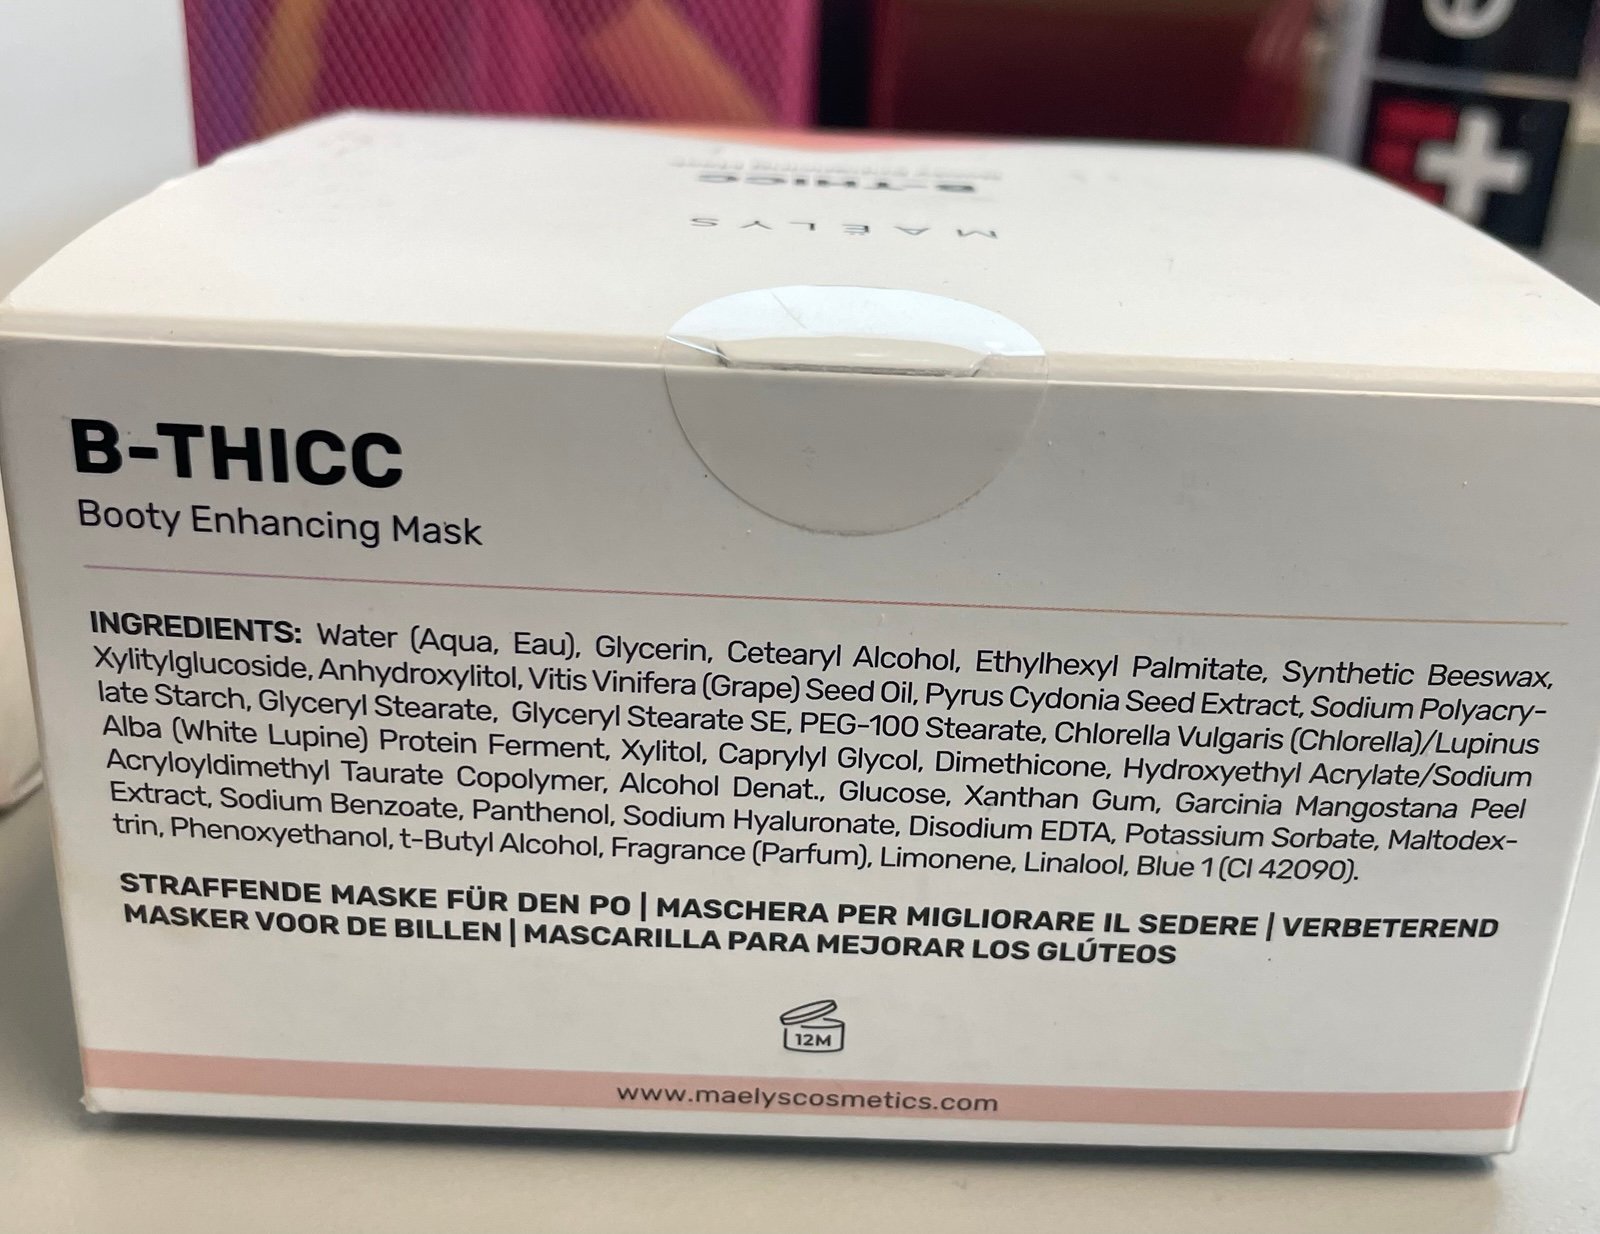 B-THICC
MAËLYS
B-THICC
Booty Enhancing Mask
INGREDIENTS: Water (Aqua, Eau), Glycerin, Cetearyl Alcohol, Ethylhexyl Palmitate, Synthetic Beeswax,
Xylitylglucoside, Anhydroxylitol, Vitis Vinifera (Grape) Seed Oil, Pyrus Cydonia Seed Extract, Sodium Polyacry-
late Starch, Glyceryl Stearate, Glyceryl Stearate SE, PEG-100 Stearate, Chlorella Vulgaris (Chlorella)/Lupinus
Alba (White Lupine) Protein Ferment, Xylitol, Caprylyl Glycol, Dimethicone, Hydroxyethyl Acrylate/Sodium
Acryloyldimethyl Taurate Copolymer, Alcohol Denat., Glucose, Xanthan Gum, Garcinia Mangostana Peel
Extract, Sodium Benzoate, Panthenol, Sodium Hyaluronate, Disodium EDTA, Potassium Sorbate, Maltodex-
trin, Phenoxyethanol, t-Butyl Alcohol, Fragrance (Parfum), Limonene, Linalool, Blue 1 (CI 42090).
STRAFFENDE MASKE FÜR DEN PO | MASCHERA PER MIGLIORARE IL SEDERE | VERBETEREND
MASKER VOOR DE BILLEN | MASCARILLA PARA MEJORAR LOS GLÚTEOS
12M
www.maelyscosmetics.com